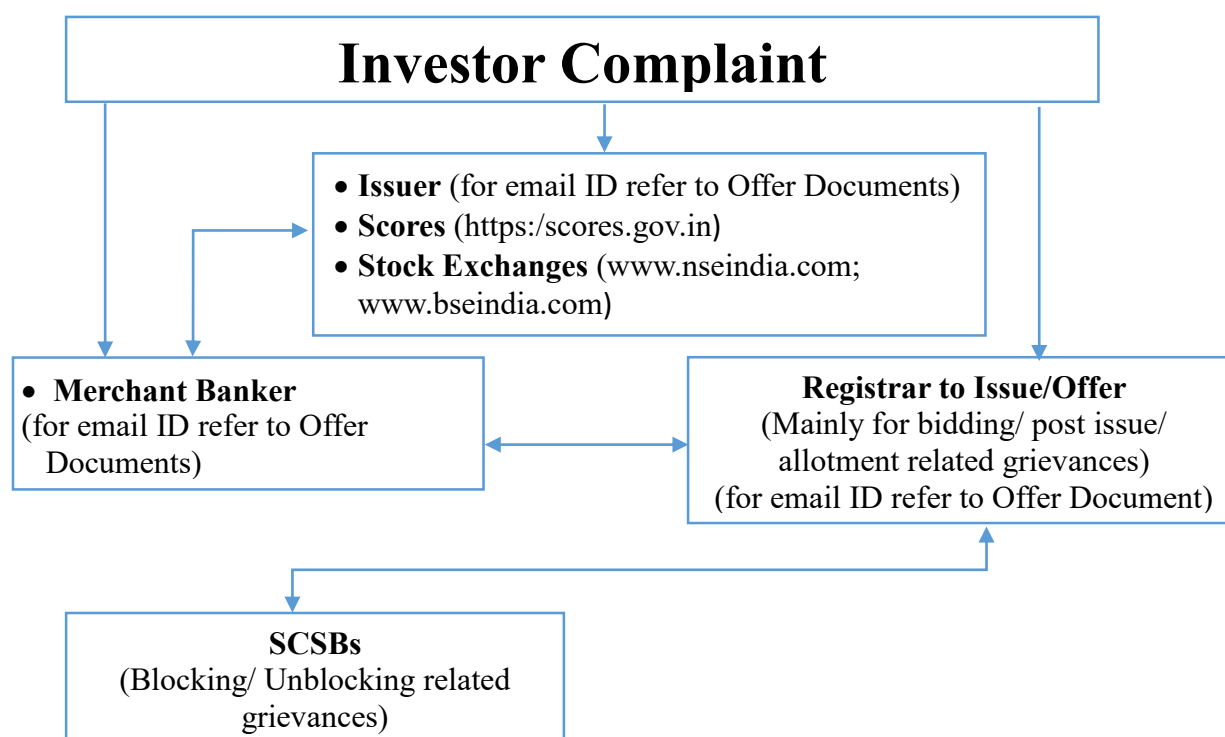 Investor Complaint
• Issuer (for email ID refer to Offer Documents)
• Scores (https:/scores.gov.in)
• Stock Exchanges (www.nseindia.com;
www.bseindia.com)
• Merchant Banker
(for email ID refer to Offer
Documents)
Registrar to Issue/Offer
(Mainly for bidding/ post issue/
allotment related grievances)
(for email ID refer to Offer Document)
SCSBs
(Blocking/ Unblocking related
grievances)